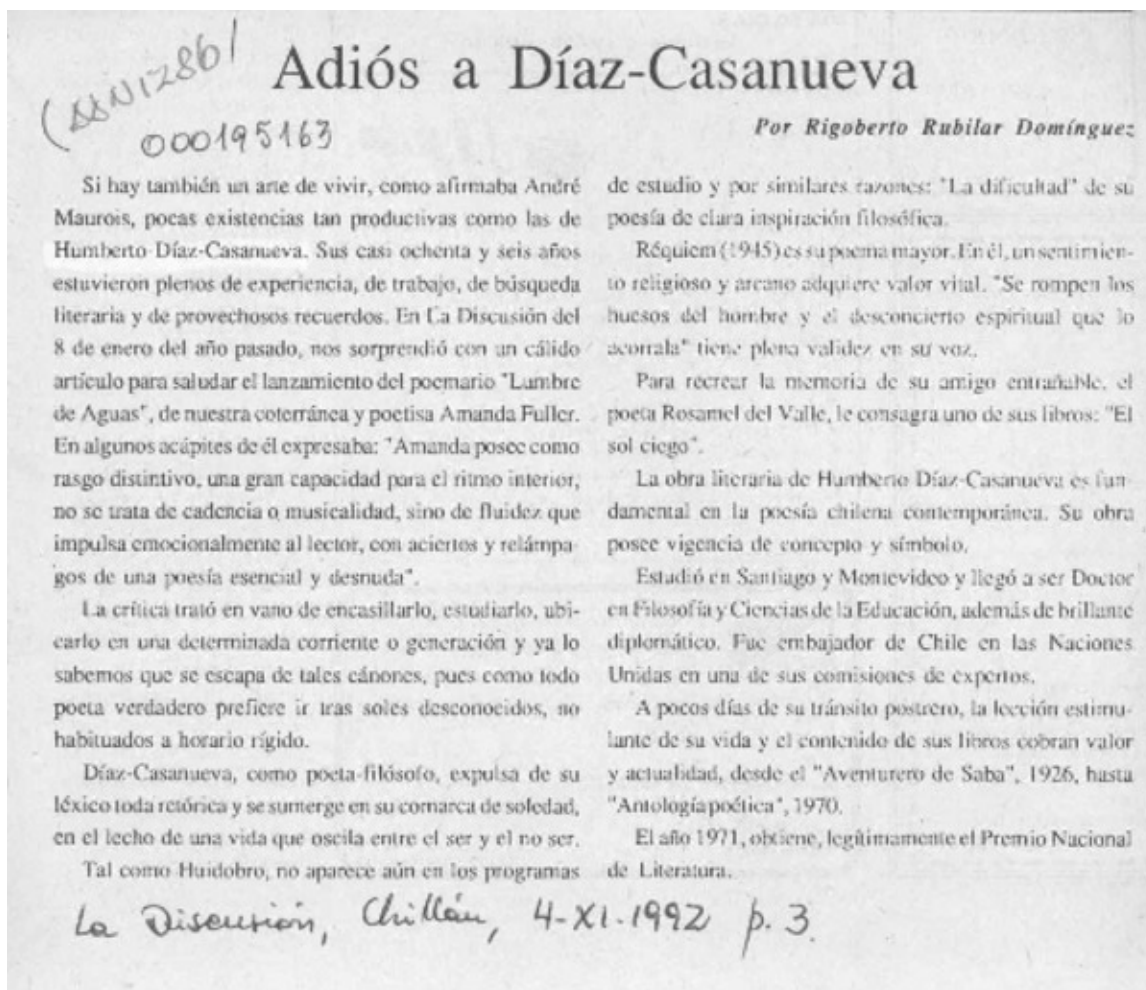 (AAN1286)
000195163
Adiós a Díaz-Casanueva
Por Rigoberto Rubilar Domínguez
Si hay también un arte de vivir, como afirmaba André
Maurois, pocas existencias tan productivas como las de
Humberto Díaz-Casanueva. Sus casi ochenta y seis años
estuvieron plenos de experiencia, de trabajo, de búsqueda
literaria y de provechosos recuerdos. En La Discusión del
8 de enero del año pasado, nos sorprendió con un cálido
artículo para saludar el lanzamiento del poemario "Lumbre
de Aguas", de nuestra coterránea y poetisa Amanda Fuller.
En algunos acápites de él expresaba: "Amanda posee como
rasgo distintivo, una gran capacidad para el ritmo interior,
no se trata de cadencia o musicalidad, sino de fluidez que
impulsa emocionalmente al lector, con aciertos y relámpa-
gos de una poesía esencial y desnuda".
La crítica trató en vano de encasillarlo, estudiarlo, ubi-
carlo en una determinada corriente o generación y ya lo
sabemos que se escapa de tales cánones, pues como todo
poeta verdadero prefiere ir tras soles desconocidos, no
habituados a horario rígido.
Díaz-Casanueva, como poeta-filósofo, expulsa de su
léxico toda retórica y se sumerge en su comarca de soledad,
en el lecho de una vida que oscila entre el ser y el no ser.
Tal como Huidobro, no aparece aún en los programas
de estudio y por similares razones: "La dificultad" de su
poesía de clara inspiración filosófica.
Réquiem (1945) es su poema mayor. En él, un sentimien-
to religioso y arcano adquiere valor vital. "Se rompen los
huesos del hombre y el desconcierto espiritual que lo
acorrala" tiene plena validez en su voz.
Para recrear la memoria de su amigo entrañable, el
poeta Rosamel del Valle, le consagra uno de sus libros: "El
sol ciego".
La obra literaria de Humberto Díaz-Casanueva es fun-
damental en la poesía chilena contemporánea. Su obra
posee vigencia de concepto y símbolo.
Estudió en Santiago y Montevideo y llegó a ser Doctor
en Filosofía y Ciencias de la Educación, además de brillante
diplomático. Fue embajador de Chile en las Naciones
Unidas en una de sus comisiones de expertos.
A pocos días de su tránsito postrero, la lección estimu-
lante de su vida y el contenido de sus libros cobran valor
y actualidad, desde el "Aventurero de Saba", 1926, hasta
"Antología poética", 1970.
El año 1971, obtiene, legítimamente el Premio Nacional
de Literatura.
La Discusión, Chillán, 4-XI-1992 p. 3.